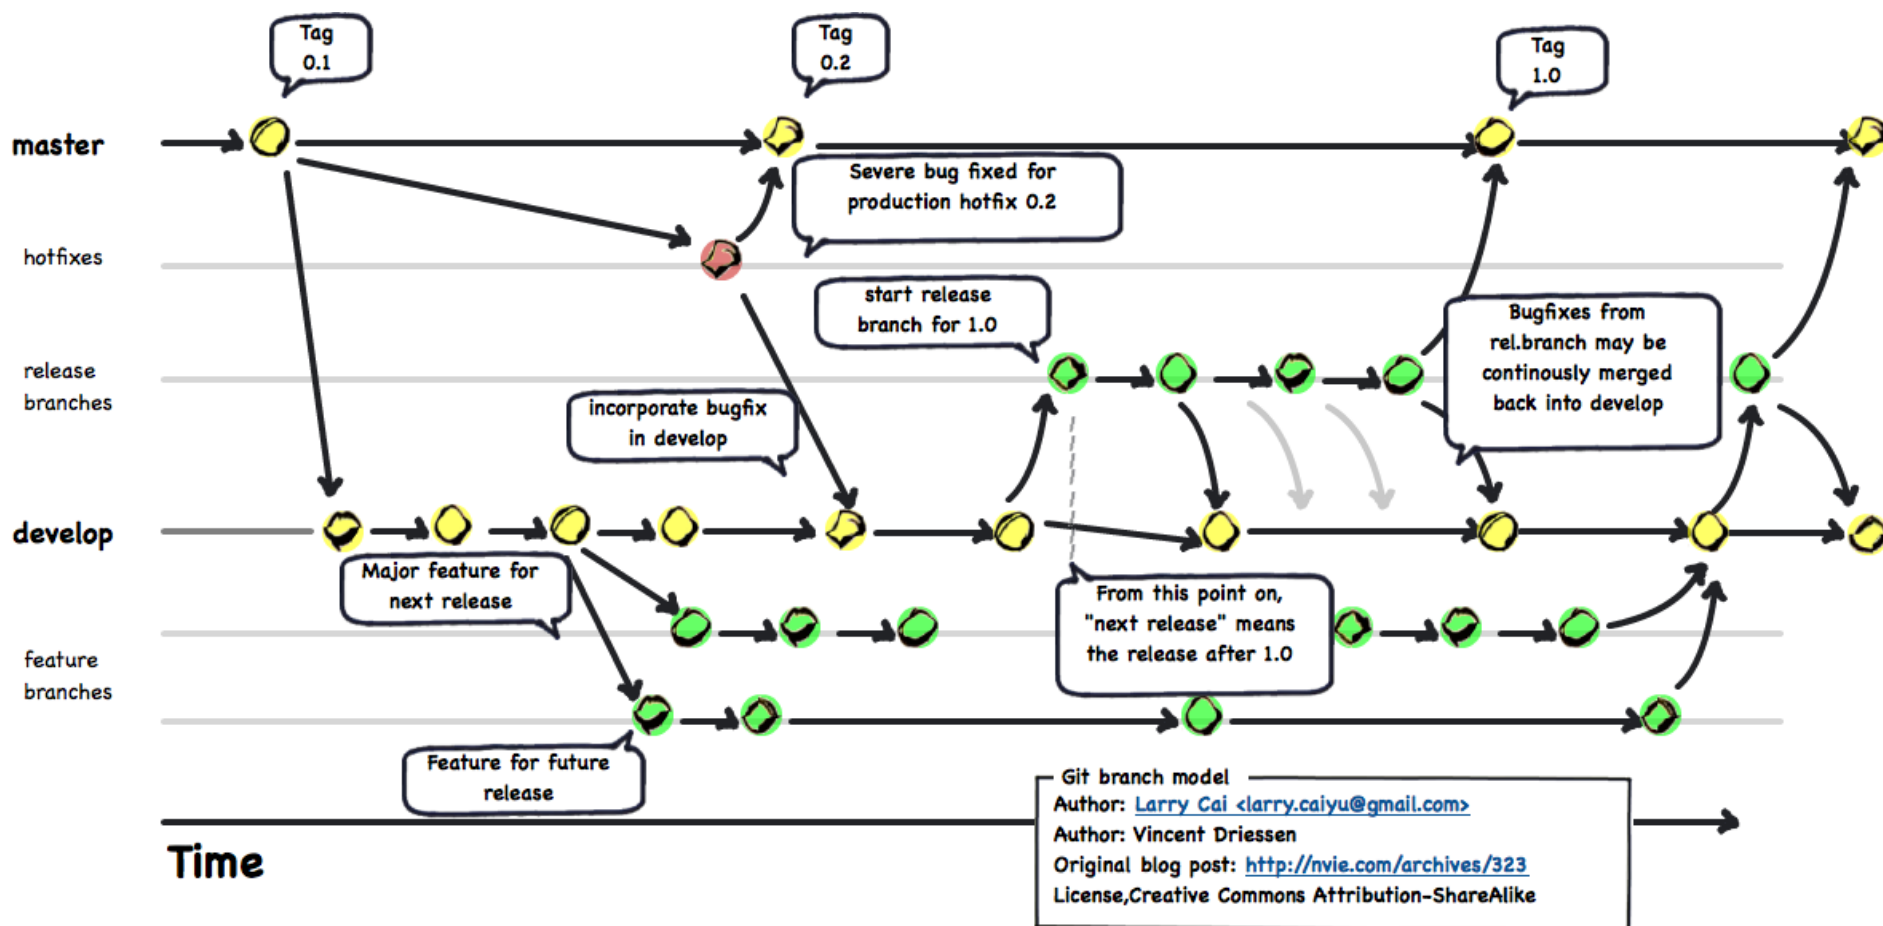 Tag
0.1
Tag
0.2
Tag
1.0
master
Severe bug fixed for
production hotfix 0.2
hotfixes
start release
branch for 1.0
Bugfixes from
rel.branch may be
continously merged
back into develop
release
branches
incorporate bugfix
in develop
develop
Major feature for
next release
From this point on,
"next release" means
the release after 1.0
feature
branches
Feature for future
release
Git branch model
Author: Larry Cai <larry.caiyu@gmail.com>
Author: Vincent Driessen
Original blog post: http://nvie.com/archives/323
License,Creative Commons Attribution-ShareAlike
Time